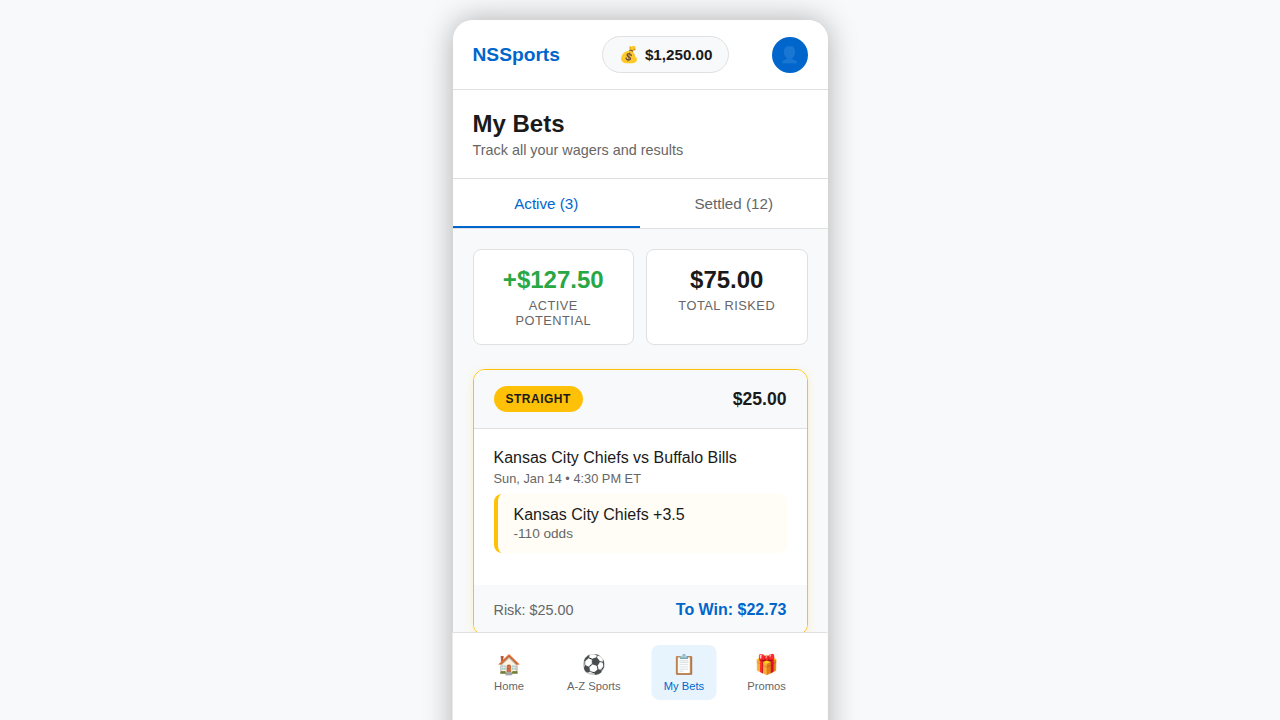 NSSports
💰 $1,250.00
👤
My Bets
Track all your wagers and results
Active (3)
Settled (12)
+$127.50
ACTIVE
POTENTIAL
$75.00
TOTAL RISKED
STRAIGHT
$25.00
Kansas City Chiefs vs Buffalo Bills
Sun, Jan 14 • 4:30 PM ET
Kansas City Chiefs +3.5
-110 odds
Risk: $25.00
To Win: $22.73
Home
A-Z Sports
My Bets
Promos